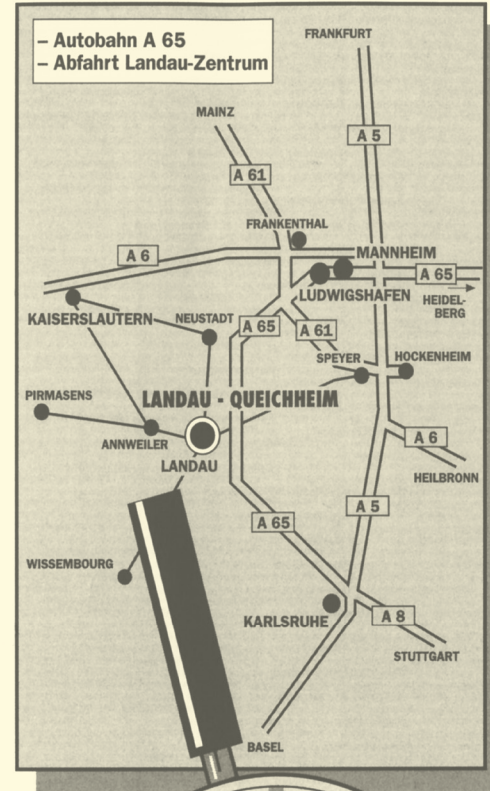 – Autobahn A 65
– Abfahrt Landau-Zentrum
FRANKFURT
A 5
MAINZ
A 61
FRANKENTHAL
A 6
MANNHEIM
A 65
LUDWIGSHAFEN
HEIDEL-
BERG
KAISERSLAUTERN
NEUSTADT
A 65
A 61
SPEYER
HOCKENHEIM
PIRMASENS
LANDAU - QUEICHHEIM
ANNWEILER
A 6
LANDAU
HEILBRONN
A 5
A 65
WISSEMBOURG
KARLSRUHE
A 8
STUTTGART
BASEL